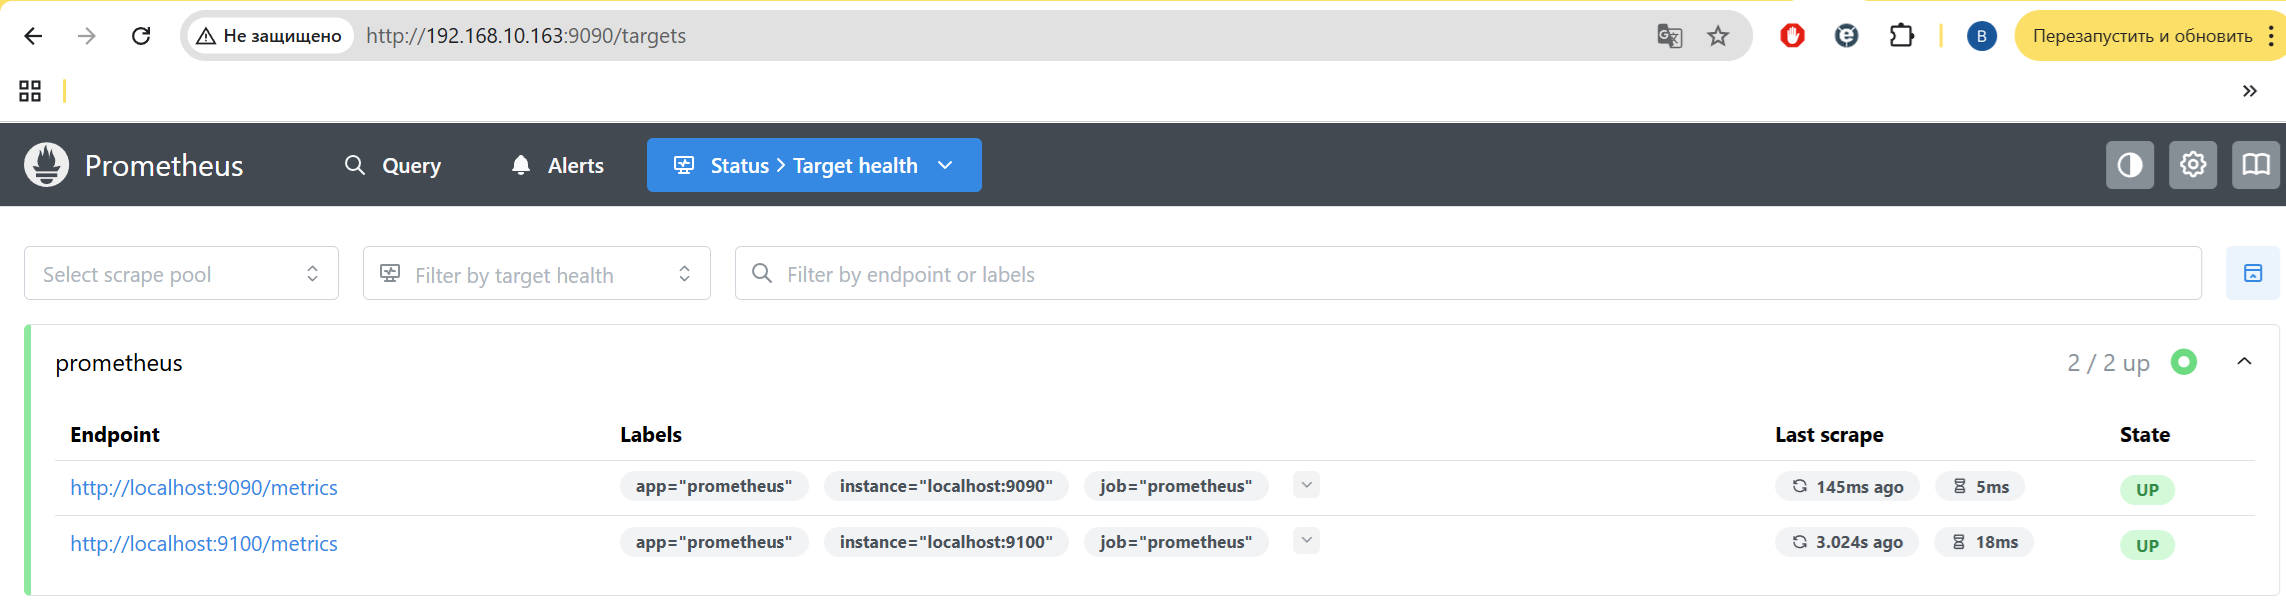 Не защищено http://192.168.10.163:9090/targets В Перезапустить и обновить
Prometheus Query Alerts Status > Target health
Select scrape pool Filter by target health Filter by endpoint or labels
prometheus 2 / 2 up
Endpoint Labels Last scrape State
http://localhost:9090/metrics app="prometheus" instance="localhost:9090" job="prometheus" 145ms ago 5ms UP
http://localhost:9100/metrics app="prometheus" instance="localhost:9100" job="prometheus" 3.024s ago 18ms UP